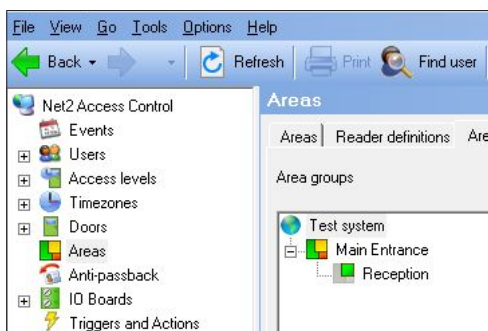 File View Go Tools Options Help
Back Refresh Print Find user
Net2 Access Control
Events
Users
Access levels
Timezones
Doors
Areas
Anti-passback
IO Boards
Triggers and Actions
Areas
Areas Reader definitions
Area groups
Test system
Main Entrance
Reception